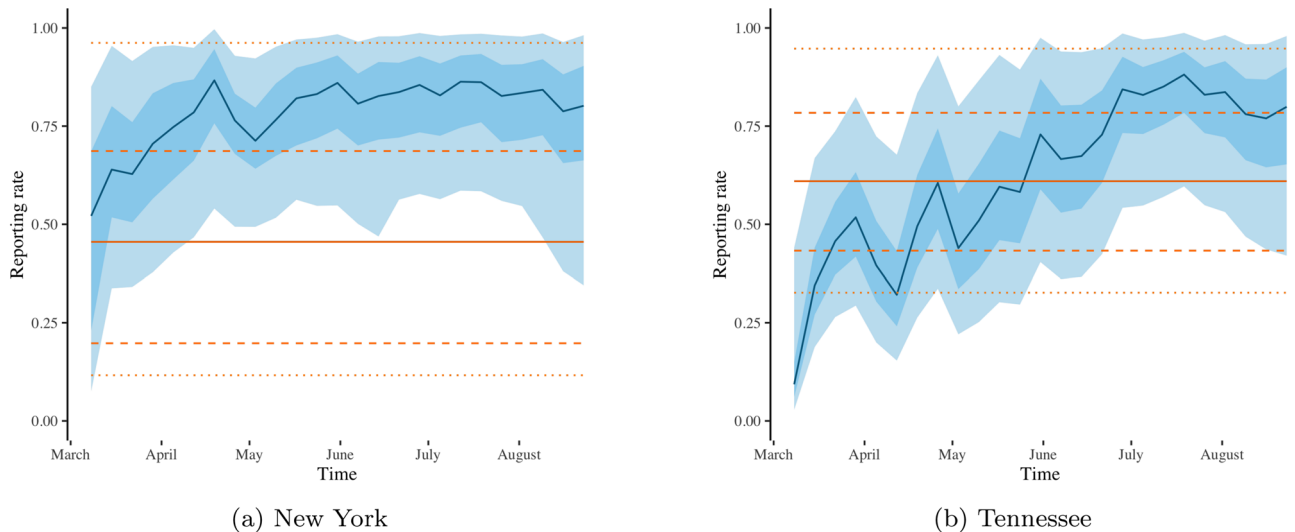 1.00
0.75
0.50
0.25
0.00
Reporting rate
March April May June July August
Time
(a) New York
1.00
0.75
0.50
0.25
0.00
Reporting rate
March April May June July August
Time
(b) Tennessee